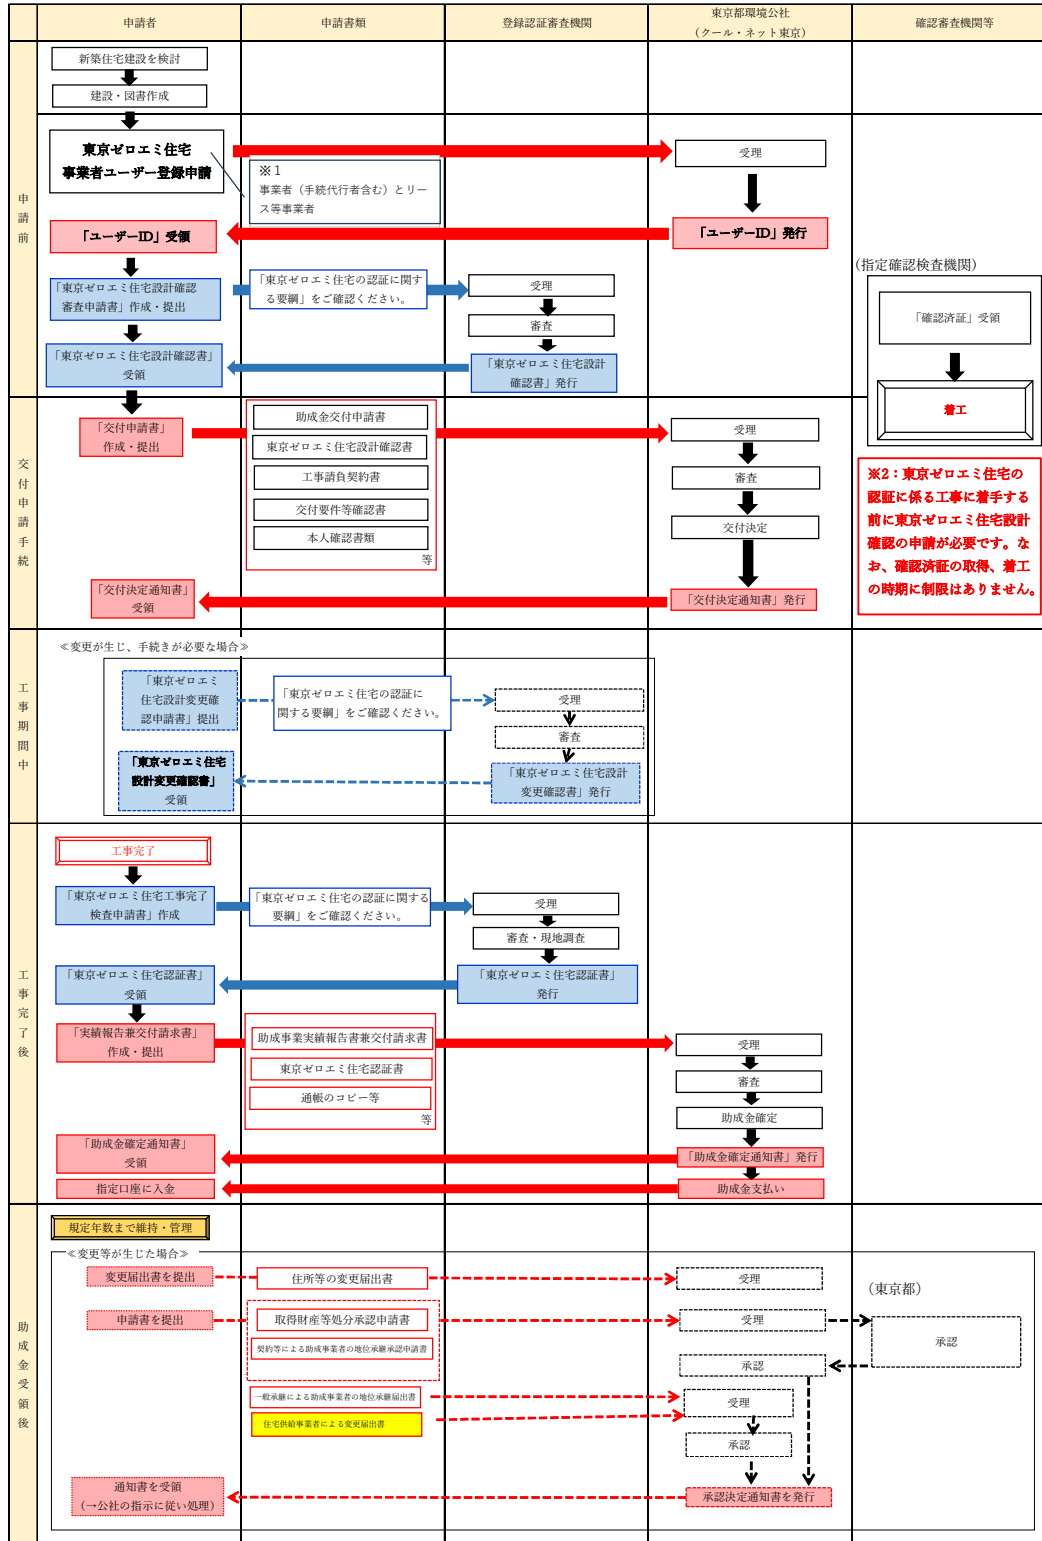 申請者
申請書類
登録認証審査機関
東京都環境公社
（クール・ネット東京）
確認審査機関等
申請前
新築住宅建設を検討
建設・図書作成
東京ゼロエミ住宅
事業者ユーザー登録申請
※１
事業者（手続代行者含む）とリー
ス等事業者
受理
「ユーザーID」受領
「ユーザーID」発行
「東京ゼロエミ住宅設計確認
審査申請書」作成・提出
「東京ゼロエミ住宅の認証に関
する要綱」をご確認ください。
受理
審査
「東京ゼロエミ住宅設計確認書」
受領
「東京ゼロエミ住宅設計
確認書」発行
（指定確認検査機関）
「確認済証」受領
着工
交付申請手続
「交付申請書」
作成・提出
助成金交付申請書
東京ゼロエミ住宅設計確認書
工事請負契約書
交付要件等確認書
本人確認書類
等
受理
審査
交付決定
「交付決定通知書」
受領
「交付決定通知書」発行
※2：東京ゼロエミ住宅の
認証に係る工事に着手する
前に東京ゼロエミ住宅設計
確認の申請が必要です。な
お、確認済証の取得、着工
の時期に制限はありません。
工事期間中
≪変更が生じ、手続きが必要な場合≫
「東京ゼロエミ
住宅設計変更確
認申請書」提出
「東京ゼロエミ住宅の認証に
関する要綱」をご確認ください。
受理
審査
「東京ゼロエミ住宅
設計変更確認書」
受領
「東京ゼロエミ住宅設計
変更確認書」発行
工事完了後
工事完了
「東京ゼロエミ住宅工事完了
検査申請書」作成
「東京ゼロエミ住宅の認証に関する
要綱」をご確認ください。
受理
審査・現地調査
「東京ゼロエミ住宅認証書」
受領
「東京ゼロエミ住宅認証書」
発行
「実績報告兼交付請求書」
作成・提出
助成事業実績報告書兼交付請求書
東京ゼロエミ住宅認証書
通帳のコピー等
等
受理
審査
助成金確定
「助成金確定通知書」
受領
「助成金確定通知書」発行
指定口座に入金
助成金支払い
助成金受領後
規定年数まで維持・管理
≪変更等が生じた場合≫
変更届出書を提出
住所等の変更届出書
受理
（東京都）
申請書を提出
取得財産等処分承認申請書
契約等による助成事業者の地位承継承認申請書
受理
承認
承認
一般承継による助成事業者の地位承継届出書
住宅供給事業者による変更届出書
受理
承認
通知書を受領
（→公社の指示に従い処理）
承認決定通知書を発行